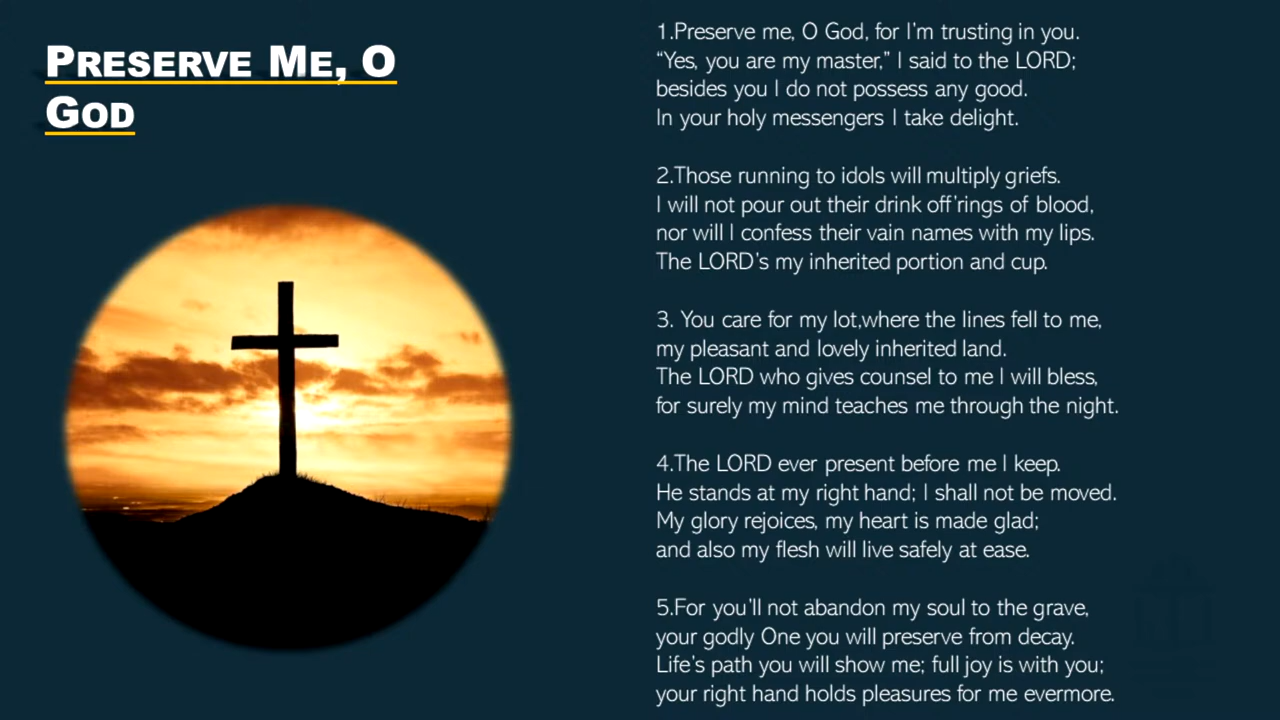 PRESERVE ME, O
GOD
1.Preserve me, O God, for I'm trusting in you.
“Yes, you are my master,” I said to the LORD;
besides you I do not possess any good.
In your holy messengers I take delight.
2.Those running to idols will multiply griefs.
I will not pour out their drink off'rings of blood,
nor will I confess their vain names with my lips.
The LORD's my inherited portion and cup.
3. You care for my lot,where the lines fell to me,
my pleasant and lovely inherited land.
The LORD who gives counsel to me I will bless,
for surely my mind teaches me through the night.
4.The LORD ever present before me I keep.
He stands at my right hand; I shall not be moved.
My glory rejoices, my heart is made glad;
and also my flesh will live safely at ease.
5.For you'll not abandon my soul to the grave,
your godly One you will preserve from decay.
Life's path you will show me; full joy is with you;
your right hand holds pleasures for me evermore.